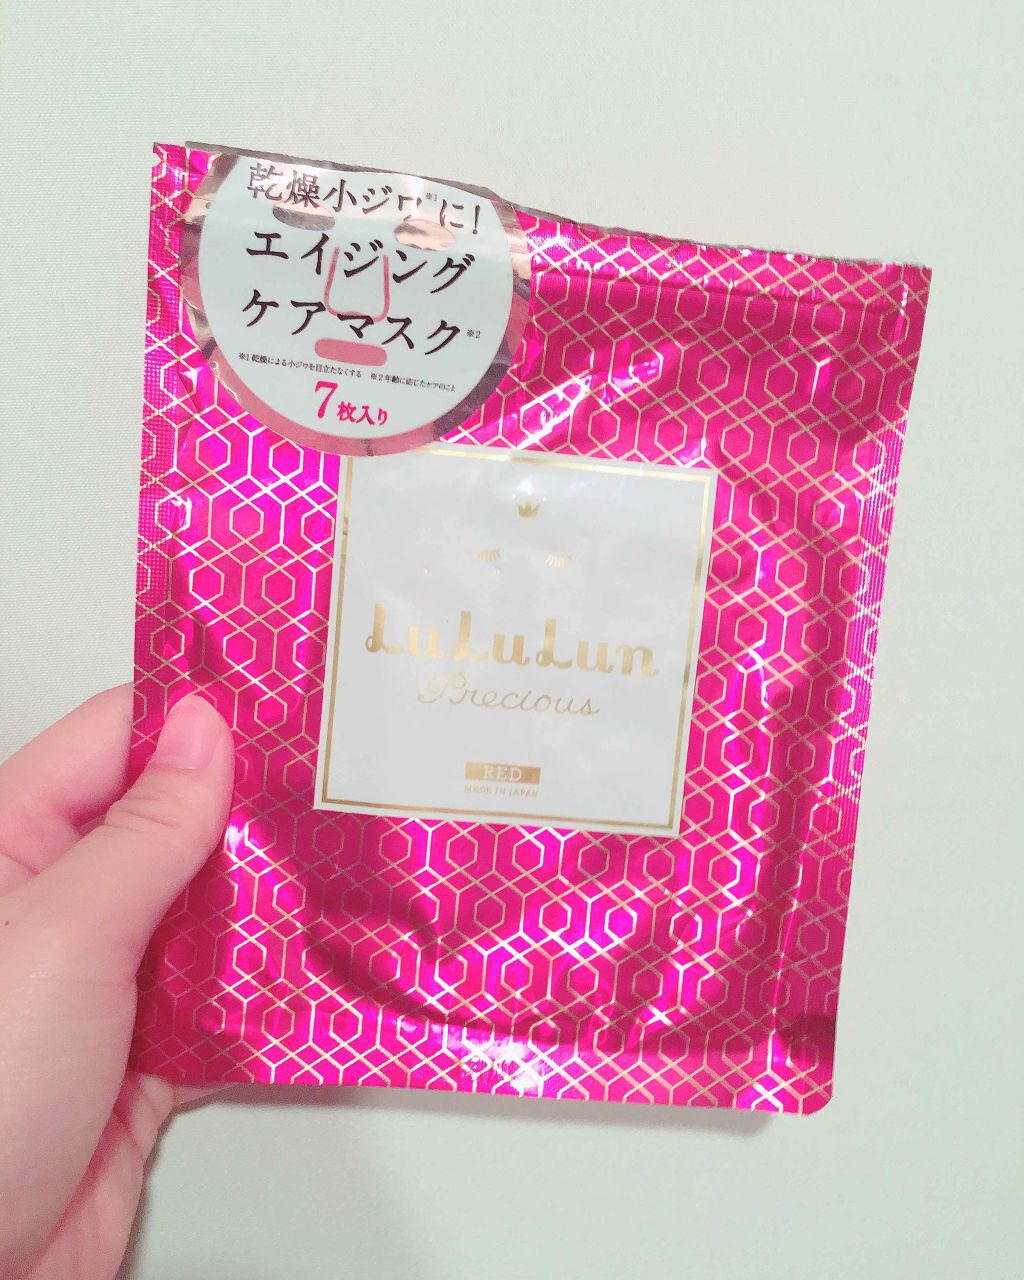 乾燥小ジワ※1に!
エイジング
ケアマスク※2
※1 乾燥による小ジワを目立たなくする ※2 年齢に応じたケアのこと
7枚入り
LuLuLun
Precious
RED
MADE IN JAPAN